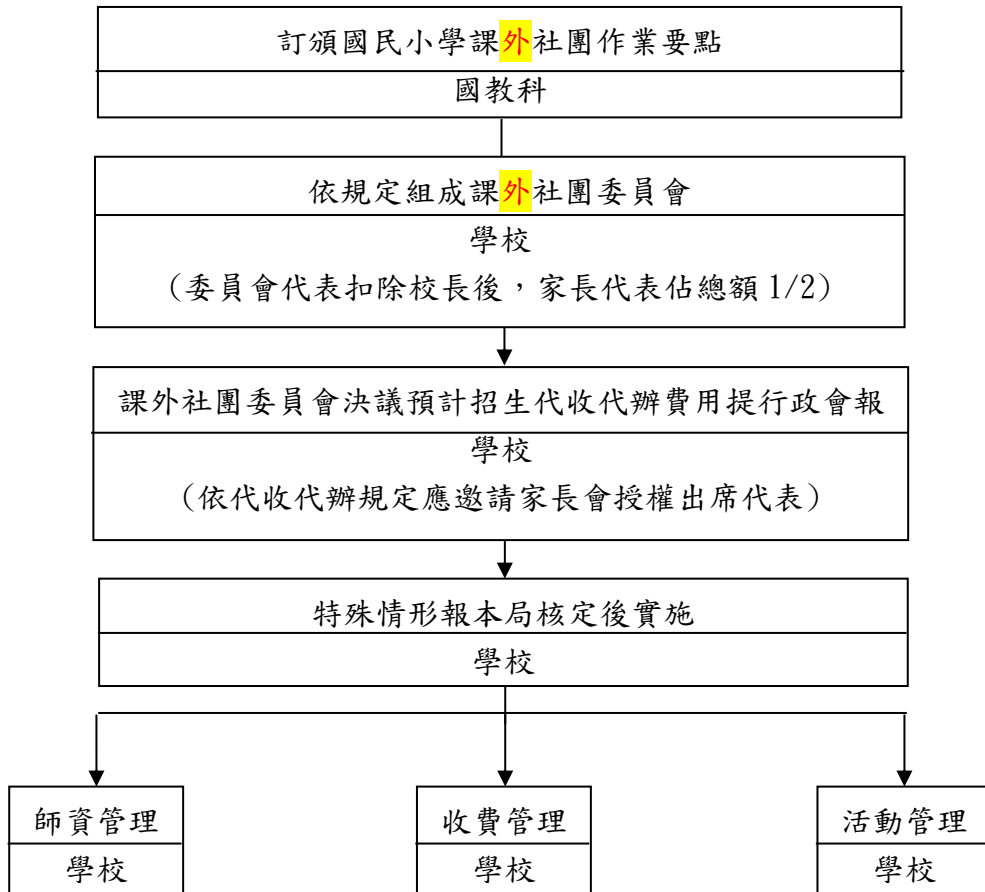 訂頒國民小學課外社團作業要點
國教科
依規定組成課外社團委員會
學校
(委員會代表扣除校長後，家長代表佔總額 1/2)
課外社團委員會決議預計招生代收代辦費用提行政會報
學校
(依代收代辦規定應邀請家長會授權出席代表)
特殊情形報本局核定後實施
學校
師資管理
學校
收費管理
學校
活動管理
學校